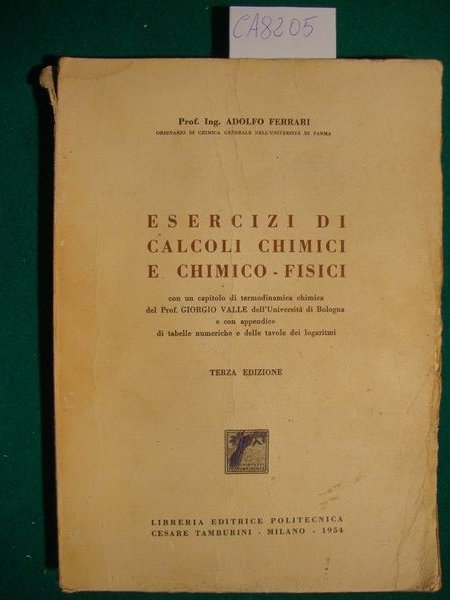 CA8205
Prof. Ing. ADOLFO FERRARI
ORDINARIO DI CHIMICA GENERALE NELL'UNIVERSITÀ DI PARMA
ESERCIZI DI
CALCOLI CHIMICI
E CHIMICO-FISICI
con un capitolo di termodinamica chimica
del Prof. GIORGIO VALLE dell'Università di Bologna
e con appendice
di tabelle numeriche e delle tavole dei logaritmi
TERZA EDIZIONE
LIBRERIA EDITRICE POLITECNICA
CESARE TAMBURINI - MILANO - 1954